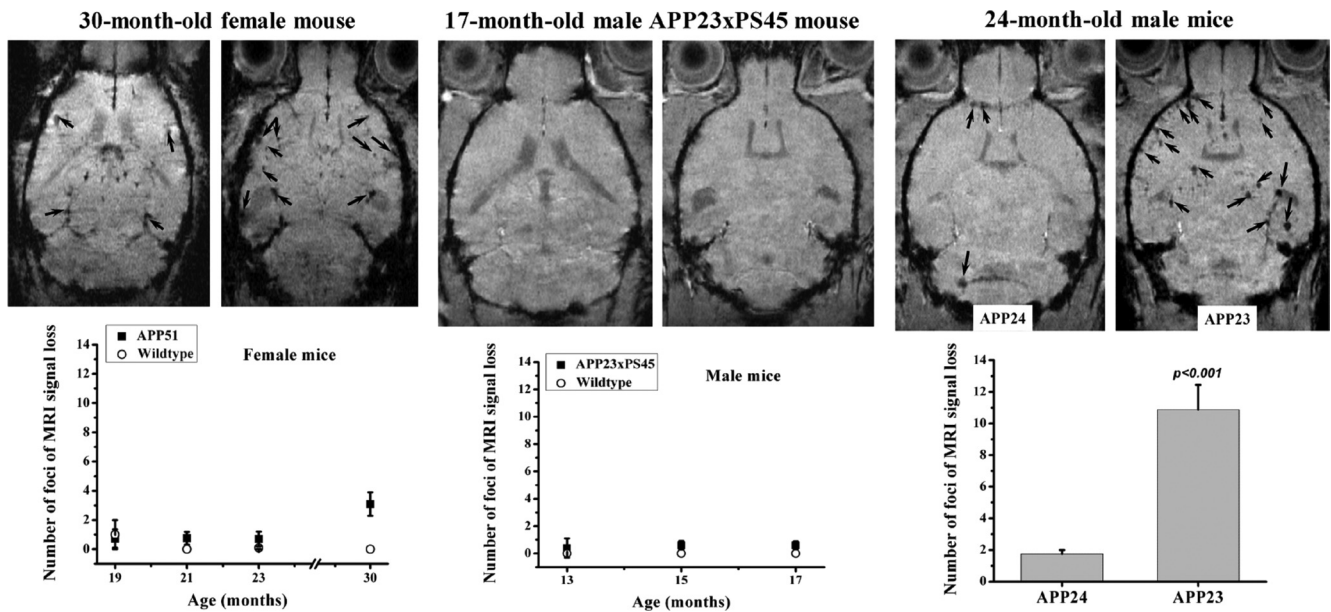 30-month-old female mouse
17-month-old male APP23xPS45 mouse
24-month-old male mice
APP24
APP23
Number of foci of MRI signal loss
14
12
10
8
6
4
2
0
APP51
Wildtype
Female mice
19
21
23
30
Age (months)
Number of foci of MRI signal loss
14
12
10
8
6
4
2
0
APP23xPS45
Wildtype
Male mice
13
15
17
Age (months)
Number of foci of MRI signal loss
14
12
10
8
6
4
2
0
p<0.001
APP24
APP23